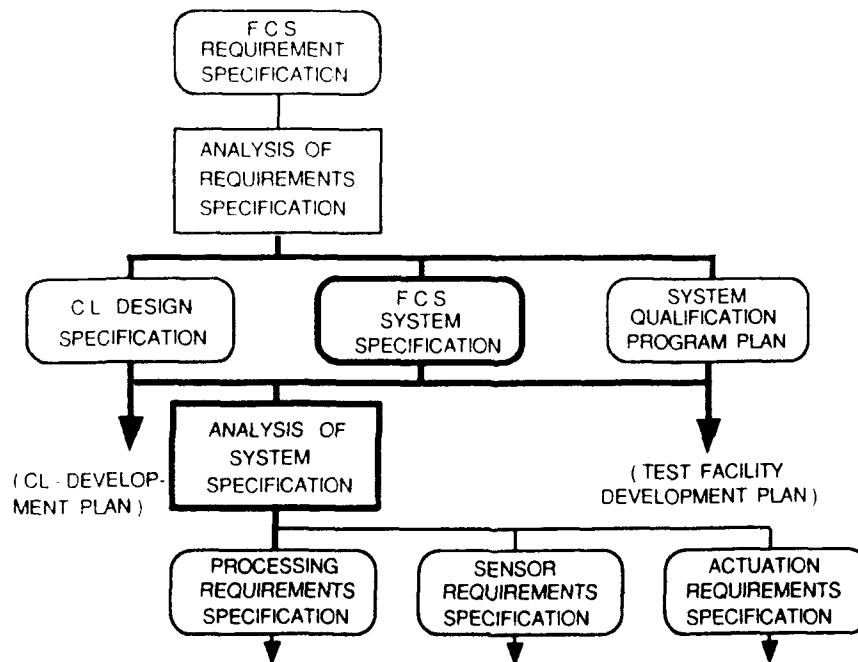 F C S
REQUIREMENT
SPECIFICATION
ANALYSIS OF
REQUIREMENTS
SPECIFICATION
C L DESIGN
SPECIFICATION
F C S
SYSTEM
SPECIFICATION
SYSTEM
QUALIFICATION
PROGRAM PLAN
ANALYSIS OF
SYSTEM
SPECIFICATION
( CL - DEVELOP-
MENT PLAN )
( TEST FACILITY
DEVELOPMENT PLAN )
PROCESSING
REQUIREMENTS
SPECIFICATION
SENSOR
REQUIREMENTS
SPECIFICATION
ACTUATION
REQUIREMENTS
SPECIFICATION